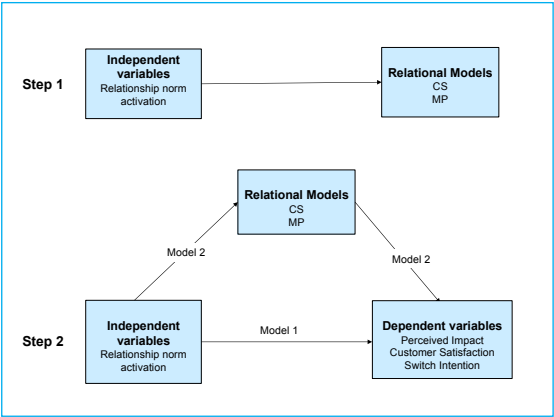 Step 1
Independent
variables
Relationship norm
activation
Relational Models
CS
MP
Relational Models
CS
MP
Model 2
Model 2
Step 2
Independent
variables
Relationship norm
activation
Model 1
Dependent variables
Perceived Impact
Customer Satisfaction
Switch Intention